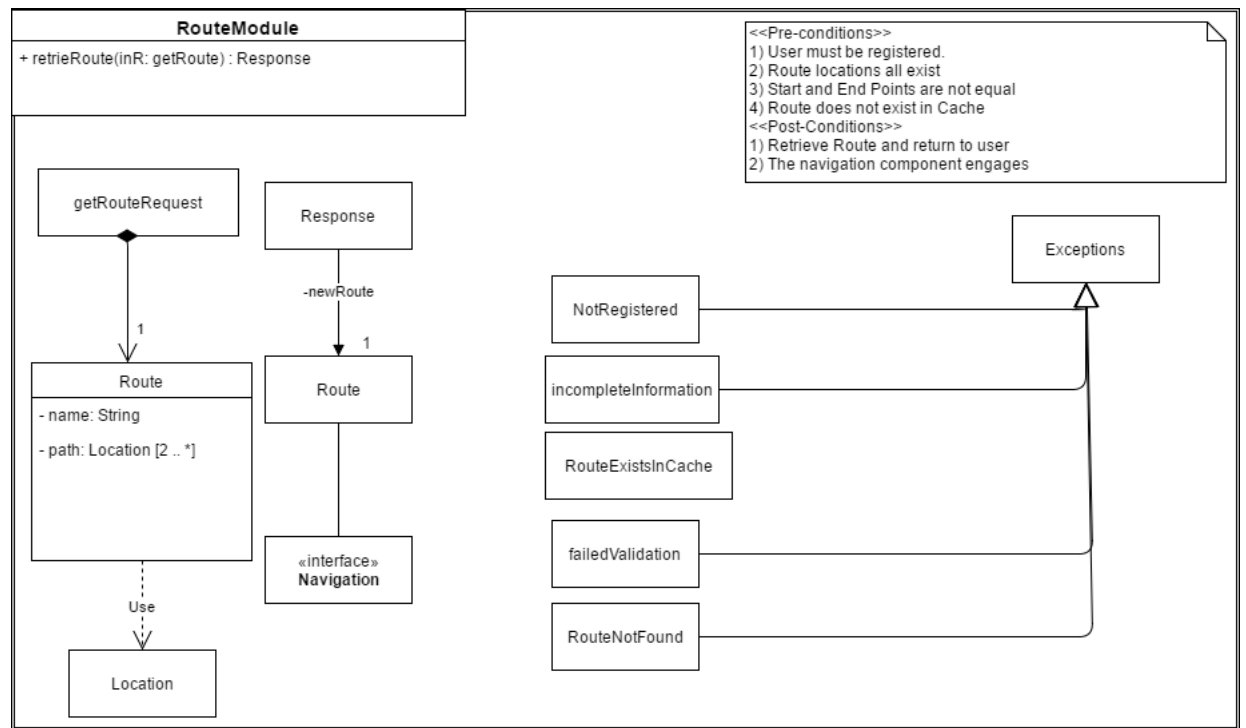 RouteModule
+ retrieRoute(inR: getRoute) : Response
<<Pre-conditions>>
1) User must be registered.
2) Route locations all exist
3) Start and End Points are not equal
4) Route does not exist in Cache
<<Post-Conditions>>
1) Retrieve Route and return to user
2) The navigation component engages
getRouteRequest
1
Route
- name: String
- path: Location [2 .. *]
Use
Location
Response
-newRoute
1
Route
«interface»
Navigation
NotRegistered
incompleteInformation
RouteExistsInCache
failedValidation
RouteNotFound
Exceptions